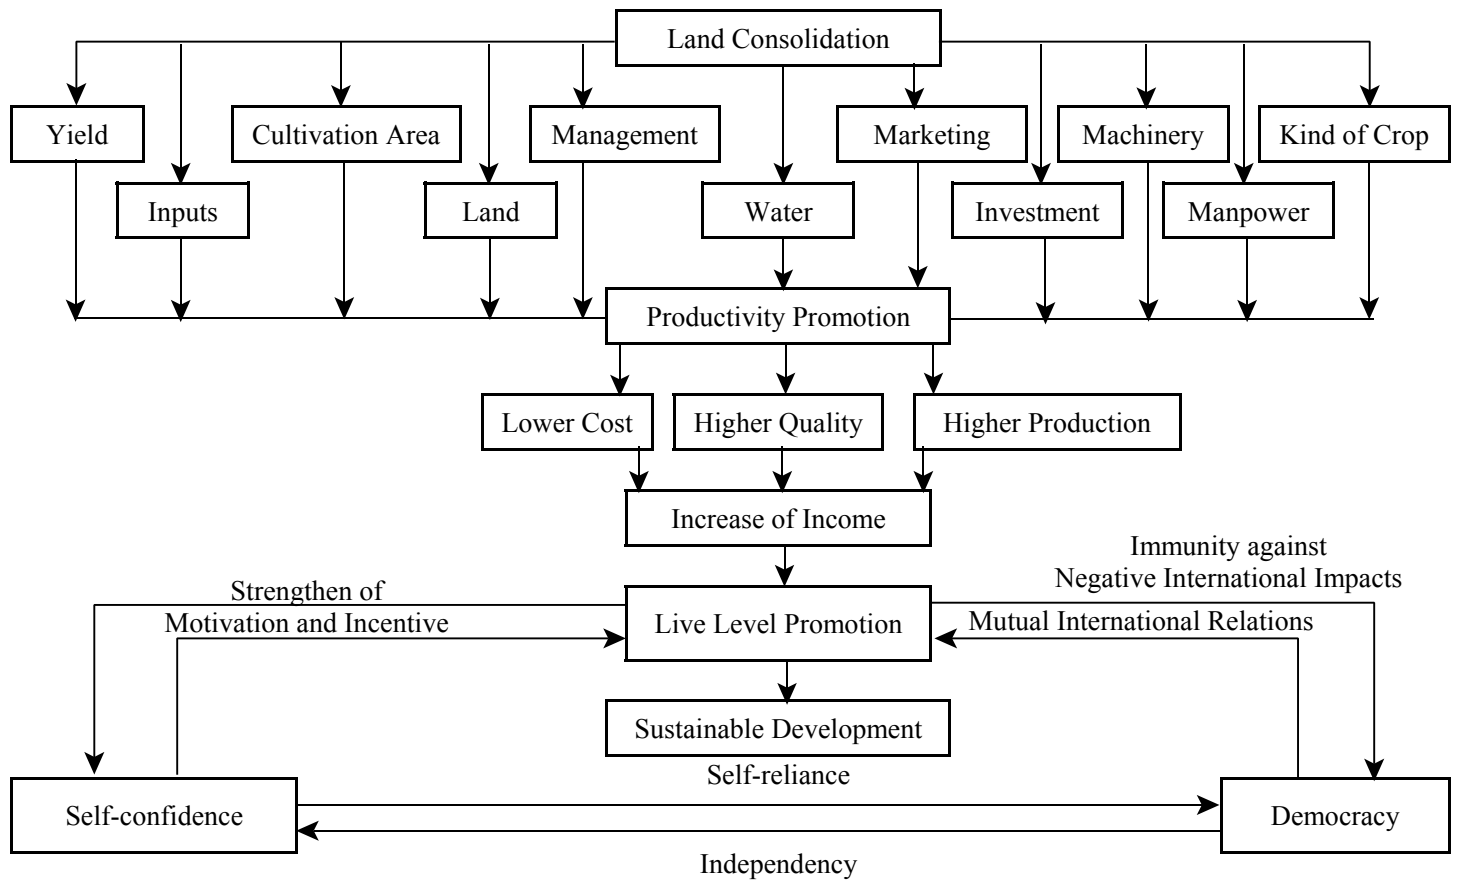 Land Consolidation
Yield
Cultivation Area
Management
Marketing
Machinery
Kind of Crop
Inputs
Land
Water
Investment
Manpower
Productivity Promotion
Lower Cost
Higher Quality
Higher Production
Increase of Income
Immunity against
Negative International Impacts
Strengthen of
Motivation and Incentive
Live Level Promotion
Mutual International Relations
Sustainable Development
Self-reliance
Self-confidence
Democracy
Independency